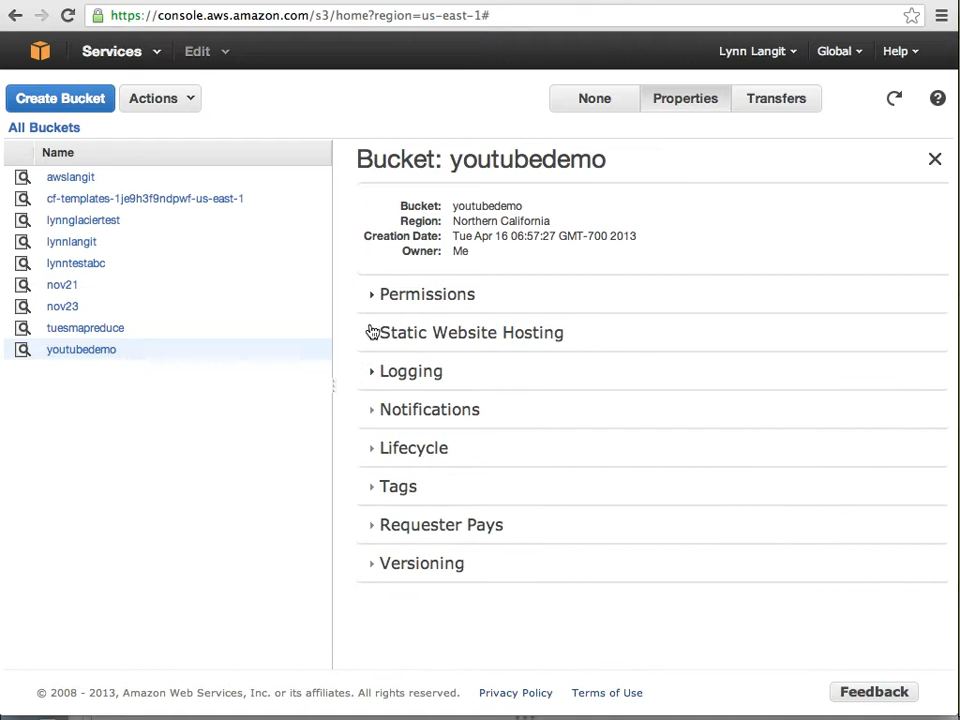 https://console.aws.amazon.com/s3/home?region=us-east-1#
Services Edit Lynn Langit Global Help
Create Bucket Actions None Properties Transfers
All Buckets
Name
awslangit
cf-templates-1je9h3f9ndpwf-us-east-1
lynnglaciertest
lynnlangit
lynntestabc
nov21
nov23
tuesmapreduce
youtubedemo
Bucket: youtubedemo
Bucket: youtubedemo
Region: Northern California
Creation Date: Tue Apr 16 06:57:27 GMT-700 2013
Owner: Me
Permissions
Static Website Hosting
Logging
Notifications
Lifecycle
Tags
Requester Pays
Versioning
© 2008 - 2013, Amazon Web Services, Inc. or its affiliates. All rights reserved. Privacy Policy Terms of Use Feedback